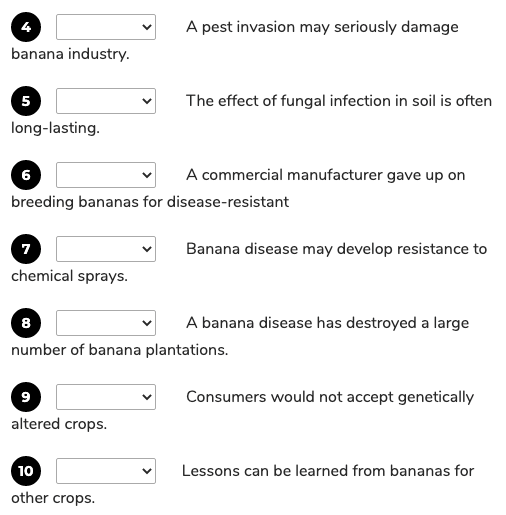 4 A pest invasion may seriously damage
banana industry.
5 The effect of fungal infection in soil is often
long-lasting.
6 A commercial manufacturer gave up on
breeding bananas for disease-resistant
7 Banana disease may develop resistance to
chemical sprays.
8 A banana disease has destroyed a large
number of banana plantations.
9 Consumers would not accept genetically
altered crops.
10 Lessons can be learned from bananas for
other crops.